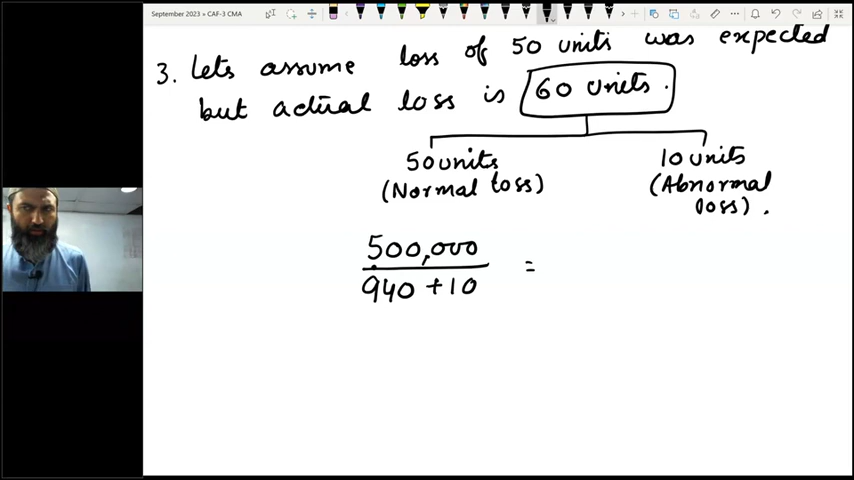 September 2023 » CAF-3 CMA
3. Lets assume loss of 50 units was expected
but actual loss is 60 units.
50 units 10 units
(Normal loss) (Abnormal
loss).
500,000
=
940 + 10